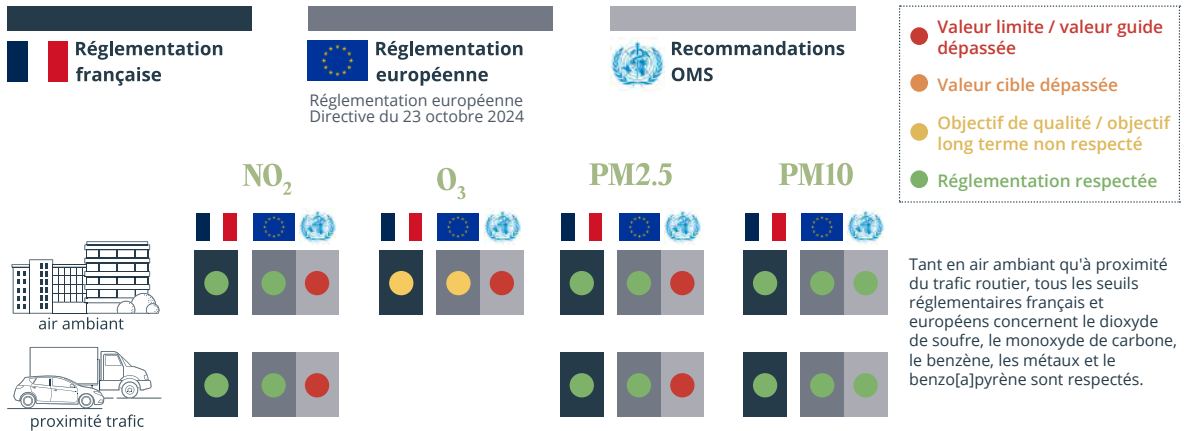 Réglementation
française
Réglementation
européenne
Réglementation européenne
Directive du 23 octobre 2024
Recommandations
OMS
Valeur limite / valeur guide
dépassée
Valeur cible dépassée
Objectif de qualité / objectif
long terme non respecté
Réglementation respectée
NO2
O3
PM2.5
PM10
air ambiant
proximité trafic
Tant en air ambiant qu'à proximité
du trafic routier, tous les seuils
réglementaires français et
européens concernent le dioxyde
de soufre, le monoxyde de carbone,
le benzène, les métaux et le
benzo[a]pyrène sont respectés.